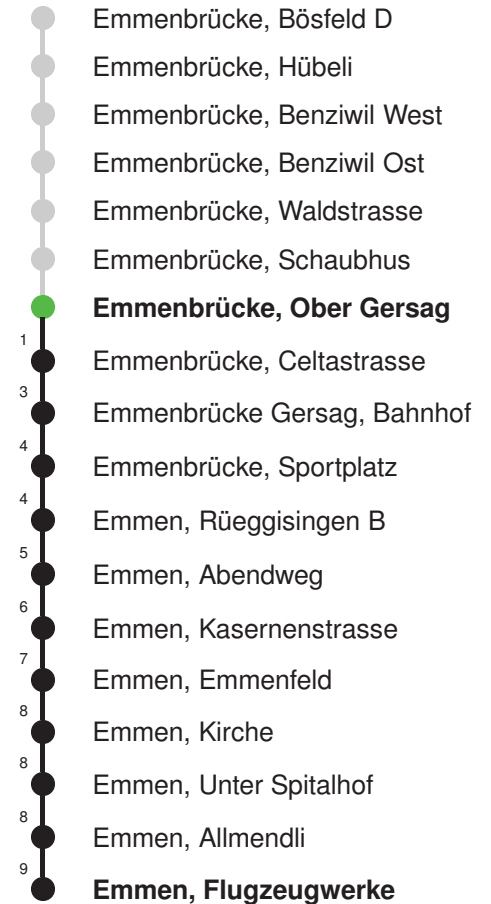 Emmenbrücke, Bösfeld D
Emmenbrücke, Hübeli
Emmenbrücke, Benziwil West
Emmenbrücke, Benziwil Ost
Emmenbrücke, Waldstrasse
Emmenbrücke, Schaubhus
Emmenbrücke, Ober Gersag
1 Emmenbrücke, Celtastrasse
3 Emmenbrücke Gersag, Bahnhof
4 Emmenbrücke, Sportplatz
4 Emmen, Rüeggisingen B
5 Emmen, Abendweg
6 Emmen, Kasernenstrasse
7 Emmen, Emmenfeld
8 Emmen, Kirche
8 Emmen, Unter Spitalhof
8 Emmen, Allmendli
9 Emmen, Flugzeugwerke